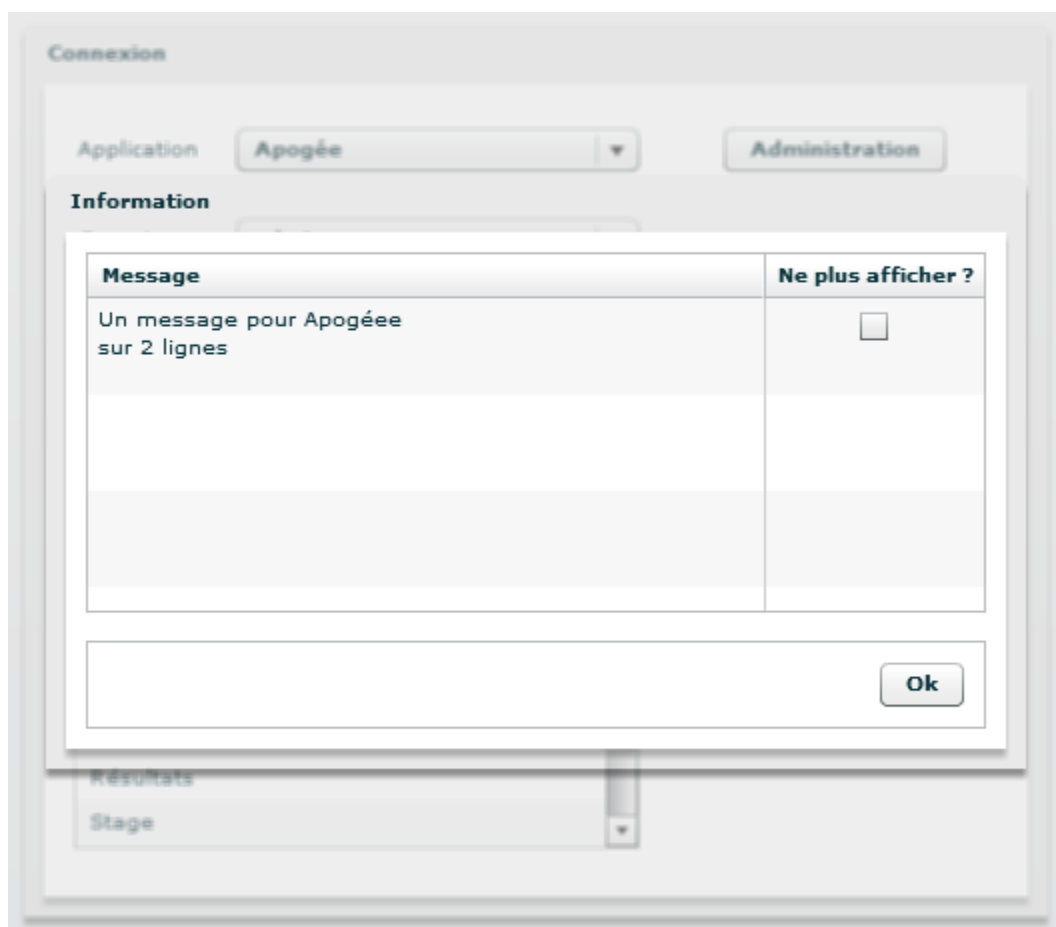 Connexion
Application Apogée Administration
Information
Message Ne plus afficher ?
Un message pour Apogéee
sur 2 lignes
Ok
Résultats
Stage